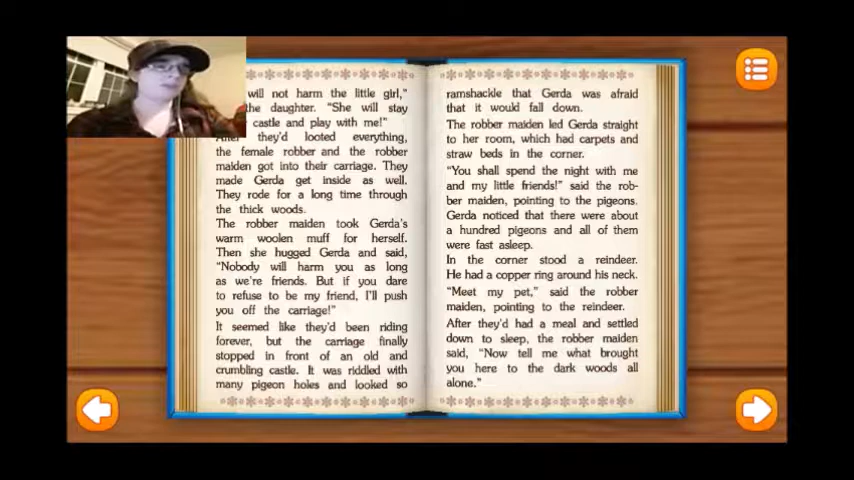 will not harm the little girl,"
the daughter. "She will stay
castle and play with me!"
After they'd looted everything,
the female robber and the robber
maiden got into their carriage. They
made Gerda get inside as well.
They rode for a long time through
the thick woods.
The robber maiden took Gerda's
warm woolen muff for herself.
Then she hugged Gerda and said,
"Nobody will harm you as long
as we're friends. But if you dare
to refuse to be my friend, I'll push
you off the carriage!"
It seemed like they'd been riding
forever, but the carriage finally
stopped in front of an old and
crumbling castle. It was riddled with
many pigeon holes and looked so
ramshackle that Gerda was afraid
that it would fall down.
The robber maiden led Gerda straight
to her room, which had carpets and
straw beds in the corner.
"You shall spend the night with me
and my little friends!" said the rob-
ber maiden, pointing to the pigeons.
Gerda noticed that there were about
a hundred pigeons and all of them
were fast asleep.
In the corner stood a reindeer.
He had a copper ring around his neck.
"Meet my pet," said the robber
maiden, pointing to the reindeer.
After they'd had a meal and settled
down to sleep, the robber maiden
said, "Now tell me what brought
you here to the dark woods all
alone."